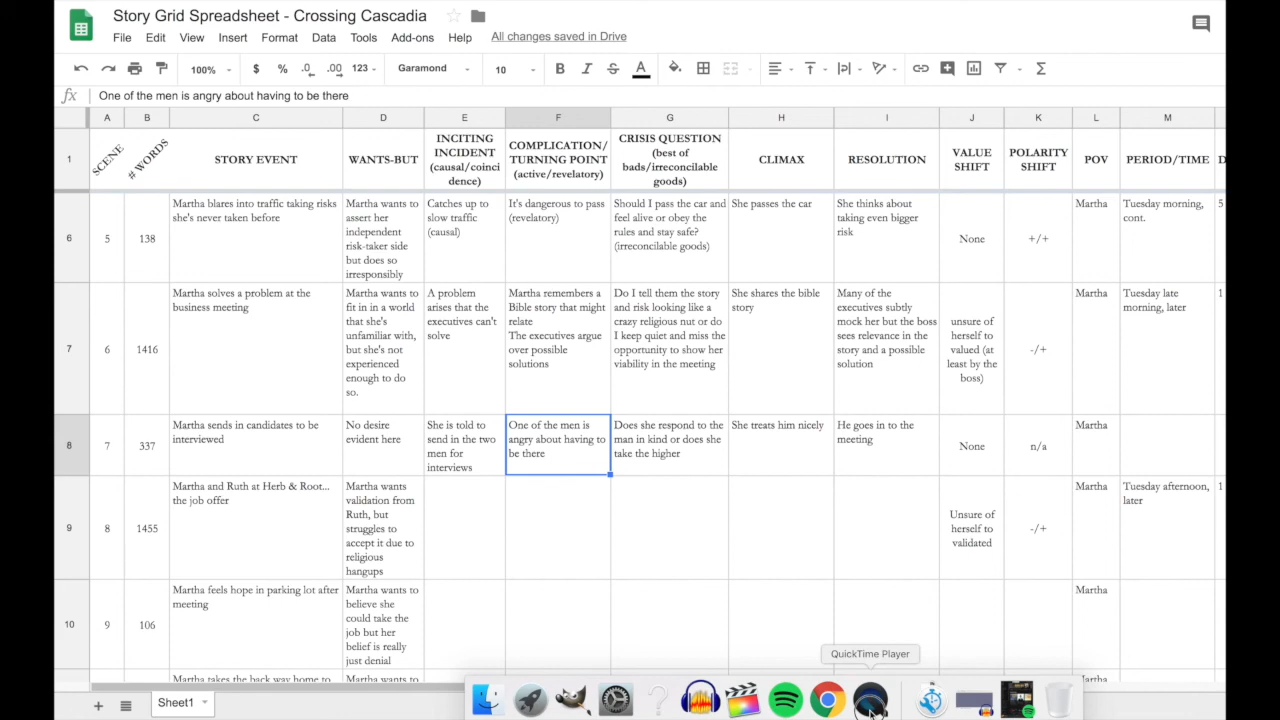 Story Grid Spreadsheet - Crossing Cascadia
File Edit View Insert Format Data Tools Add-ons Help All changes saved in Drive
100% $ % .0 .00 123 Garamond 10 B I S A Σ
fx One of the men is angry about having to be there
A B C D E F G H I J K L M
1
SCENE
# WORDS
STORY EVENT
WANTS-BUT
INCITING
INCIDENT
(causal/coinci
dence)
COMPLICATION/
TURNING POINT
(active/revelatory)
CRISIS QUESTION
(best of
bads/irreconcilable
goods)
CLIMAX
RESOLUTION
VALUE
SHIFT
POLARITY
SHIFT
POV
PERIOD/TIME
D
6
5
138
Martha blares into traffic taking risks
she's never taken before
Martha wants to
assert her
independent
risk-taker side
but does so
irresponsibly
Catches up to
slow traffic
(causal)
It's dangerous to pass
(revelatory)
Should I pass the car and
feel alive or obey the
rules and stay safe?
(irreconcilable goods)
She passes the car
She thinks about
taking even bigger
risk
None
+/+
Martha
Tuesday morning,
cont.
5
7
6
1416
Martha solves a problem at the
business meeting
Martha wants to
fit in in a world
that she's
unfamiliar with,
but she's not
experienced
enough to do
so.
A problem
arises that the
executives can't
solve
Martha remembers a
Bible story that might
relate
The executives argue
over possible
solutions
Do I tell them the story
and risk looking like a
crazy religious nut or do
I keep quiet and miss the
opportunity to show her
viability in the meeting
She shares the bible
story
Many of the
executives subtly
mock her but the boss
sees relevance in the
story and a possible
solution
unsure of
herself to
valued (at
least by the
boss)
-/+
Martha
Tuesday late
morning, later
1
8
7
337
Martha sends in candidates to be
interviewed
No desire
evident here
She is told to
send in the two
men for
interviews
One of the men is
angry about having to
be there
Does she respond to the
man in kind or does she
take the higher
She treats him nicely
He goes in to the
meeting
None
n/a
Martha
9
8
1455
Martha and Ruth at Herb & Root...
the job offer
Martha wants
validation from
Ruth, but
struggles to
accept it due to
religious
hangups
Unsure of
herself to
validated
-/+
Martha
Tuesday afternoon,
later
1
10
9
106
Martha feels hope in parking lot after
meeting
Martha wants to
believe she
could take the
job but her
belief is really
just denial
Martha
Martha takes the back way home to
Martha wants to
QuickTime Player
Sheet1